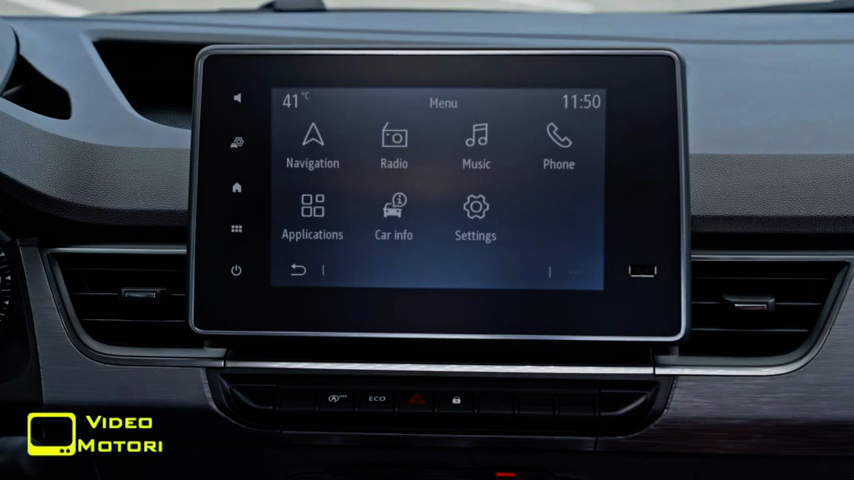 41°C
Menu
11:50
Navigation
Radio
Music
Phone
Applications
Car info
Settings
ECO
VIDEO
MOTORI